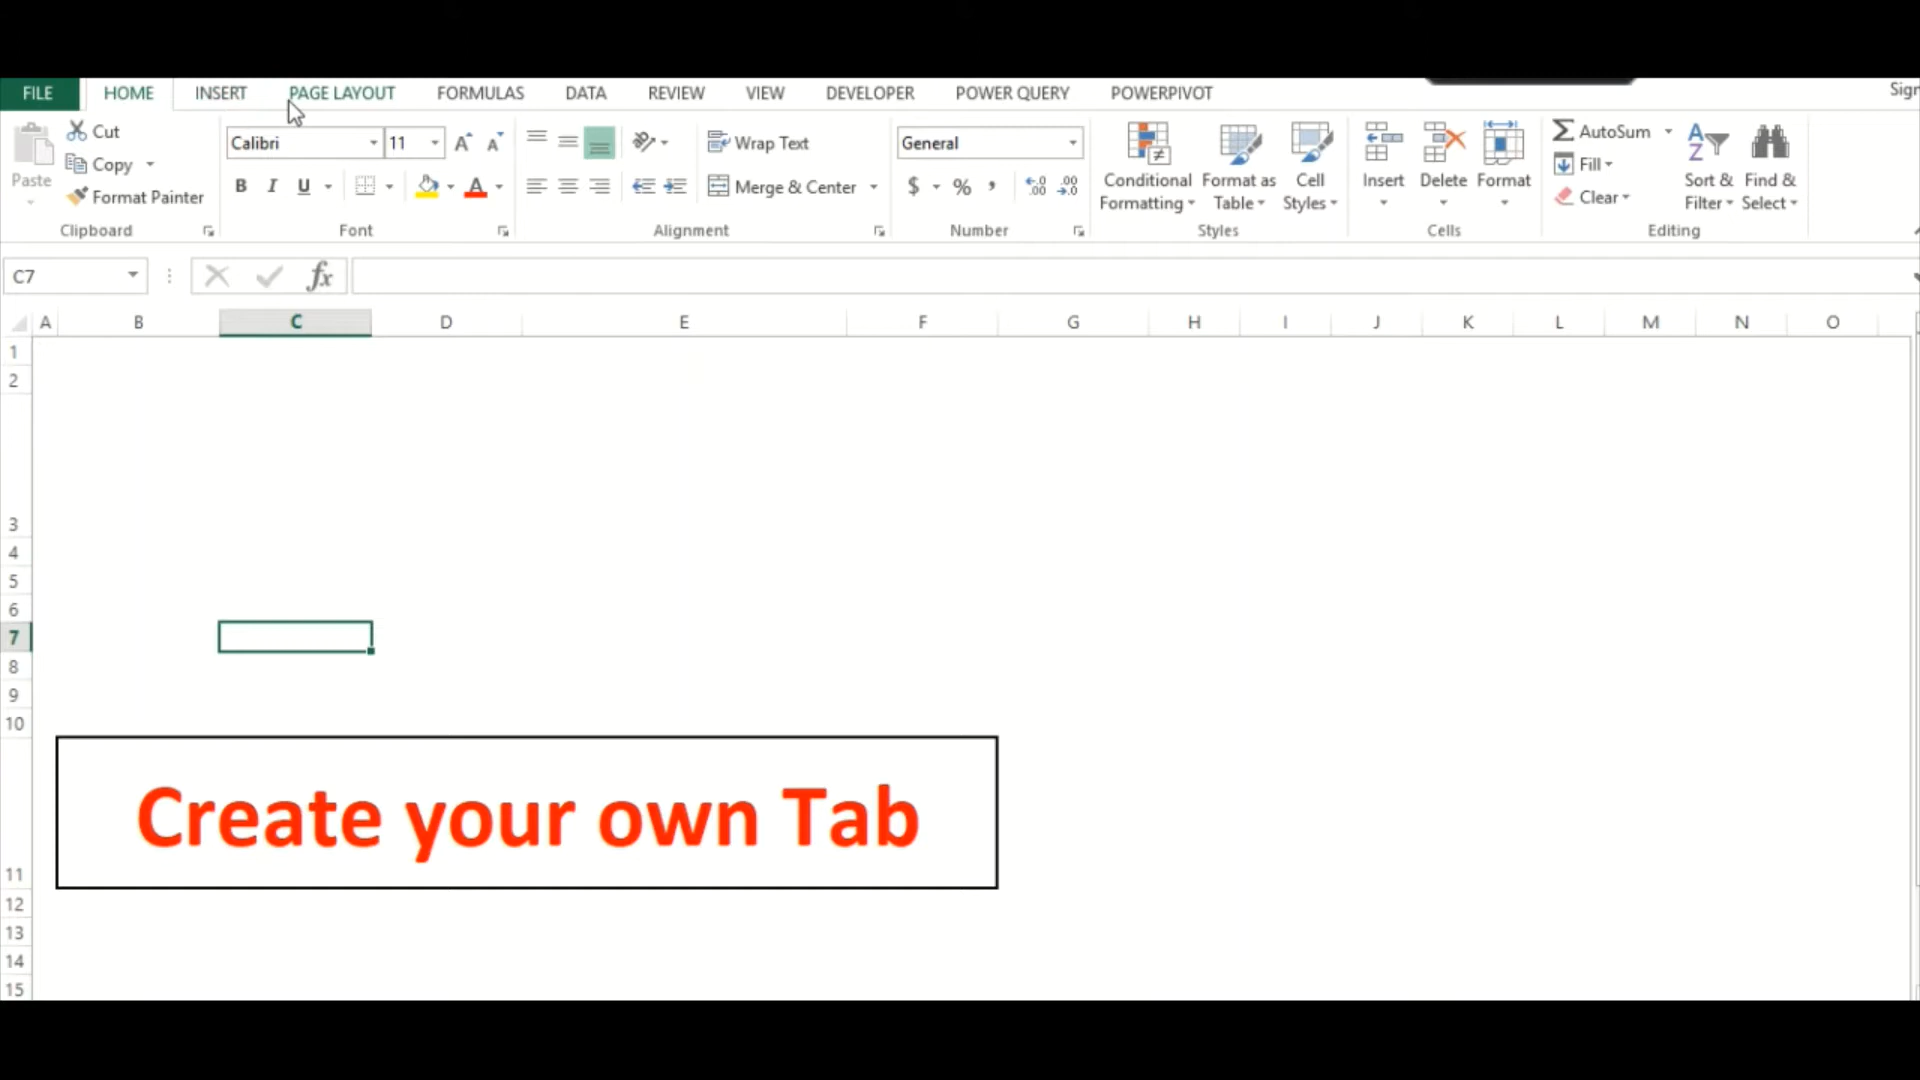 FILE HOME INSERT PAGE LAYOUT FORMULAS DATA REVIEW VIEW DEVELOPER POWER QUERY POWERPIVOT
Paste
Cut
Copy
Format Painter
Clipboard
Calibri 11
B I U
Font
Wrap Text
Merge & Center
Alignment
General
$ % ,
Number
Conditional
Formatting
Format as
Table
Cell
Styles
Styles
Insert
Delete
Format
Cells
AutoSum
Fill
Clear
Sort &
Filter
Find &
Select
Editing
C7
fx
A B C D E F G H I J K L M N O
1
2
3
4
5
6
7
8
9
10
Create your own Tab
11
12
13
14
15